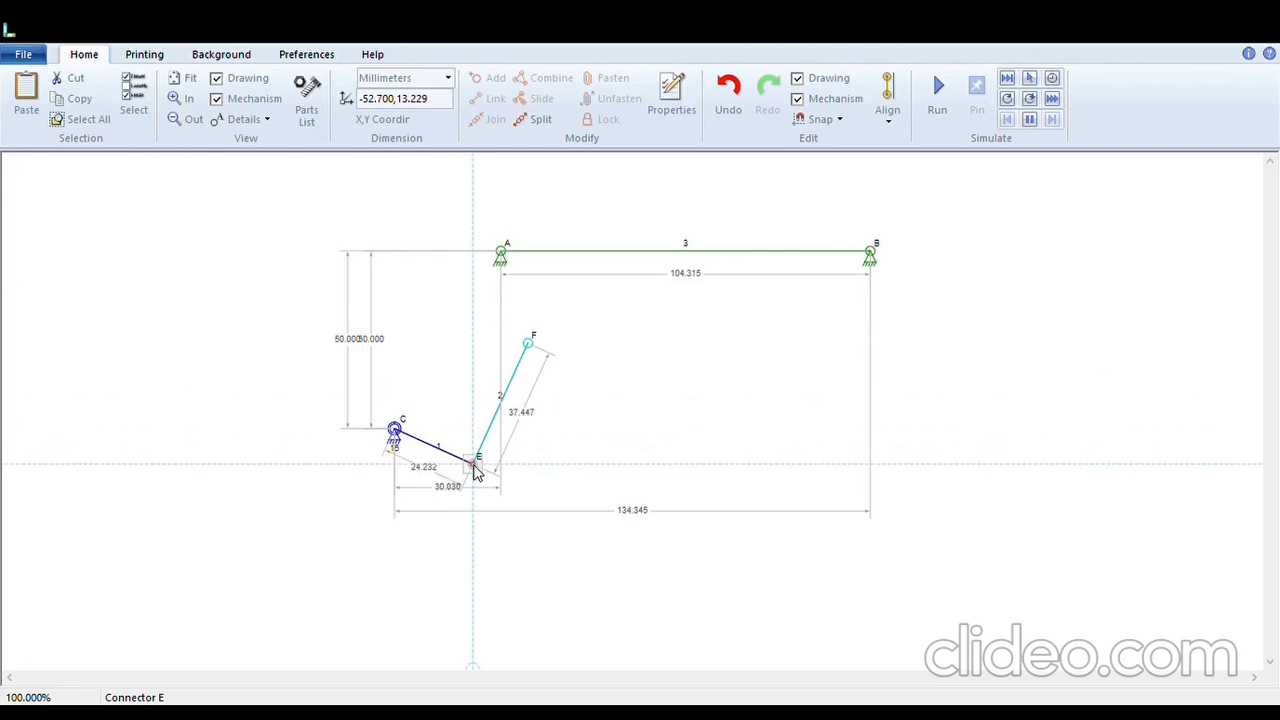 File Home Printing Background Preferences Help
Paste Cut Copy Select All Select Selection
Fit In Out Drawing Mechanism Details Parts List View
Millimeters -52.700,13.229 X,Y Coordir Dimension
Add Combine Fasten Link Slide Unfasten Join Split Lock Properties Modify
Undo Redo Drawing Mechanism Snap Align Edit
Run Pin Simulate
A 3 B
104.315
50.000 50.000
F
2
37.447
C
1
15
E
24.232
30.030
134.345
clideo.com
100.000% Connector E